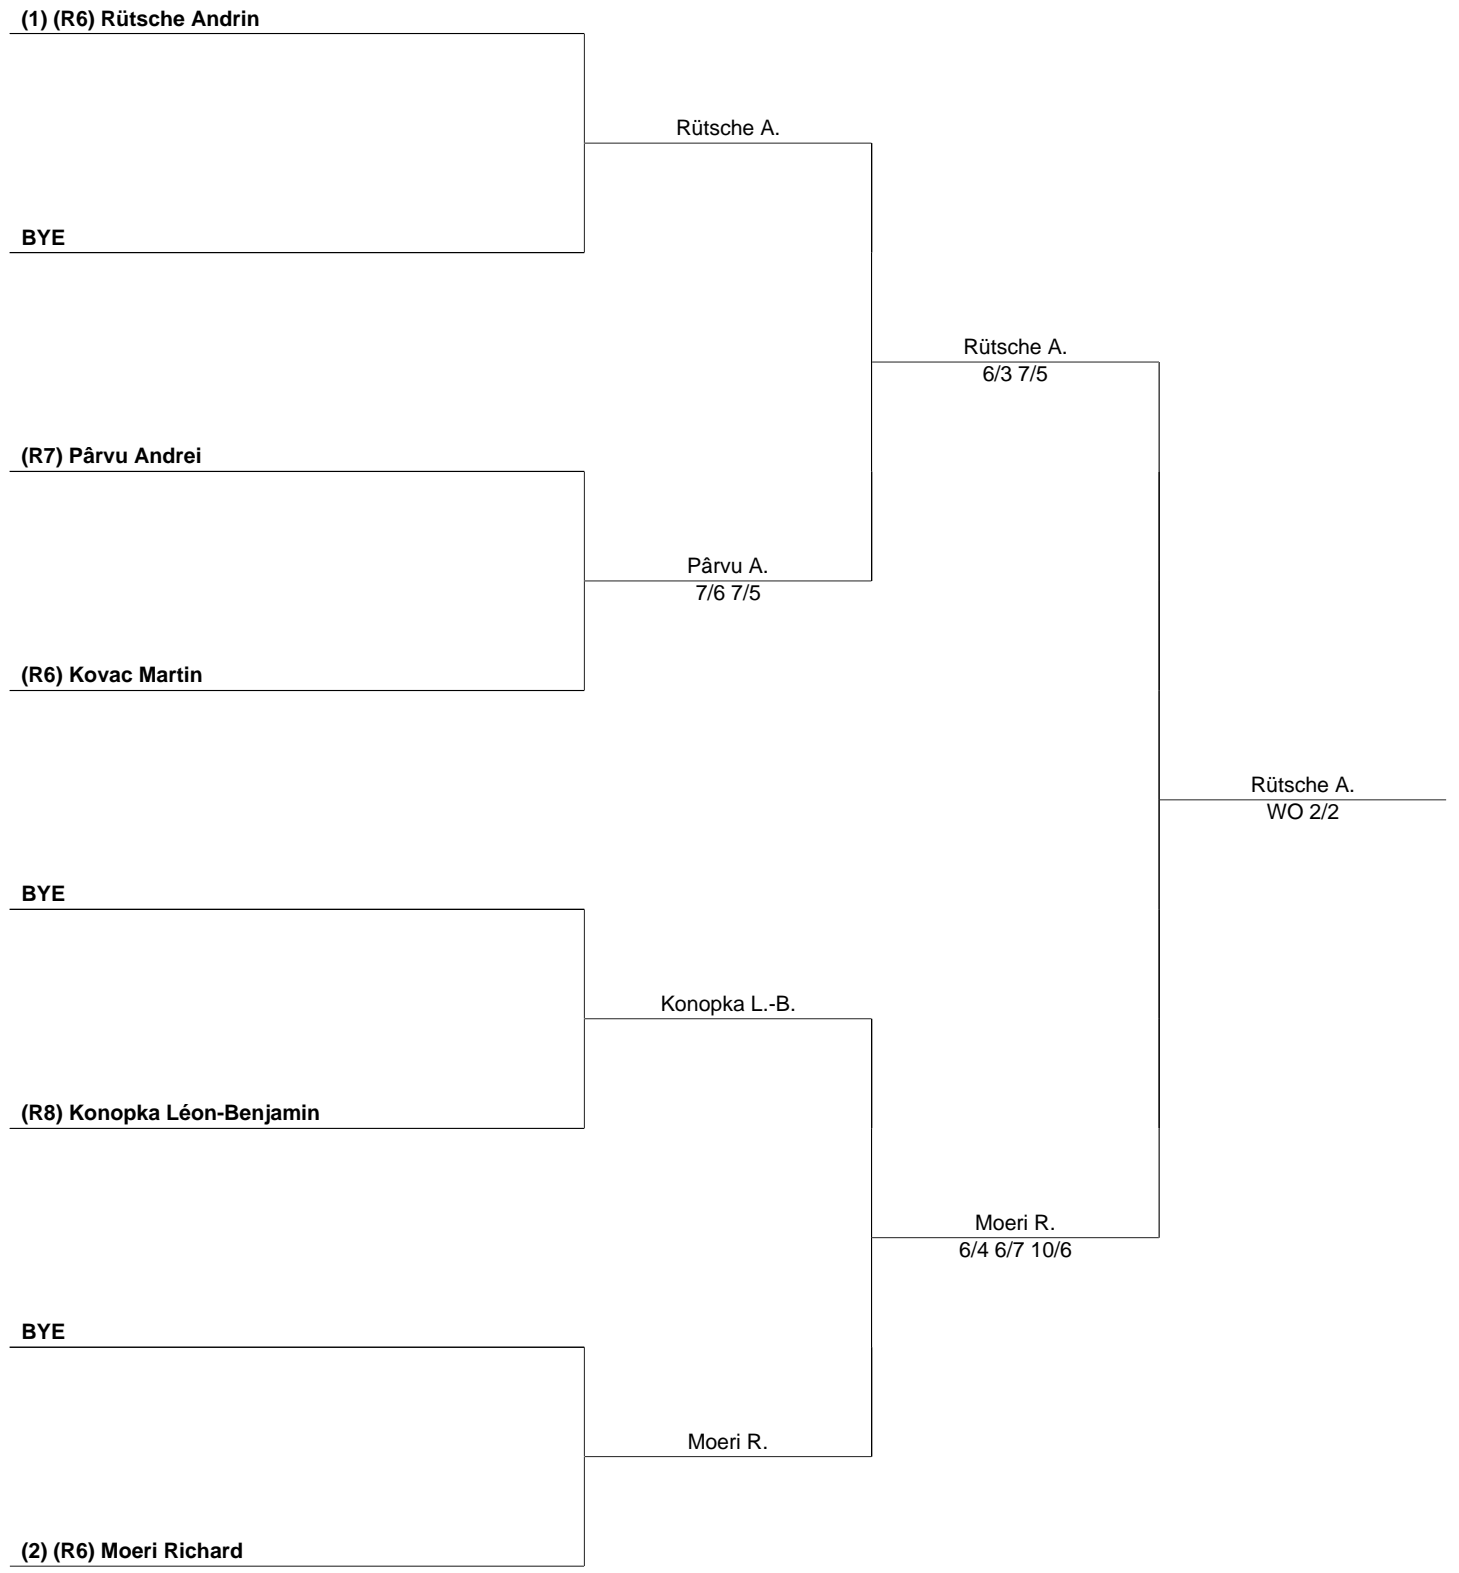 (1) (R6) Rütsche Andrin
Rütsche A.
BYE
Rütsche A.
6/3 7/5
(R7) Pârvu Andrei
Pârvu A.
7/6 7/5
(R6) Kovac Martin
Rütsche A.
WO 2/2
BYE
Konopka L.-B.
(R8) Konopka Léon-Benjamin
Moeri R.
6/4 6/7 10/6
BYE
Moeri R.
(2) (R6) Moeri Richard